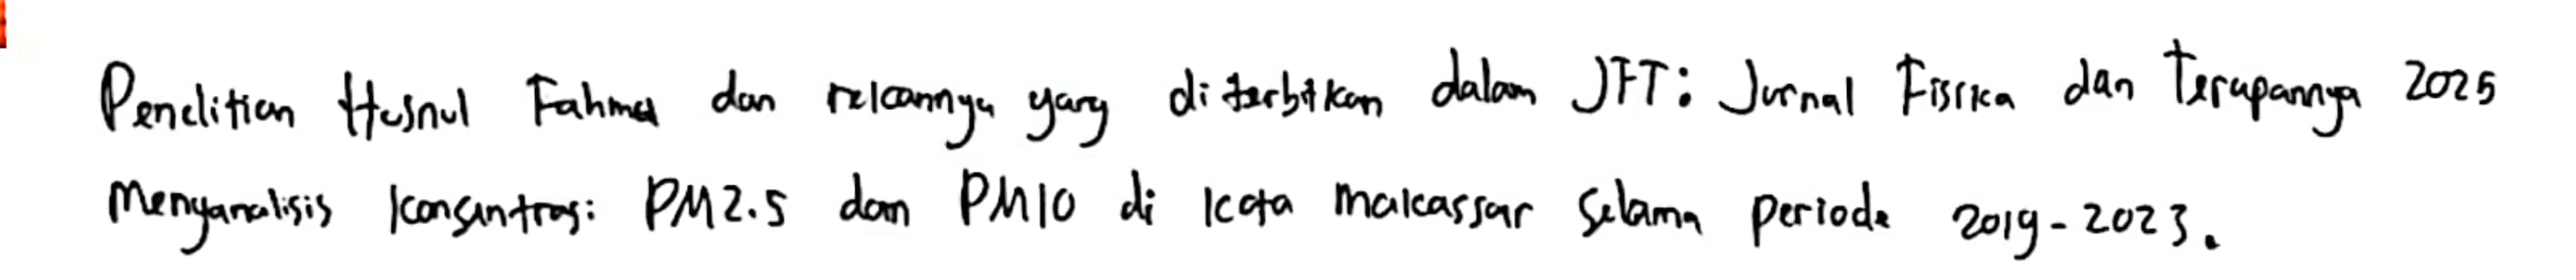 Penelitian Husnul Fahma dan rekannya yang diterbitkan dalam JFT: Jurnal Fisika dan Terapannya 2025
Menganalisis konsentrasi PM2.5 dan PM10 di kota makassar selama periode 2019-2023.